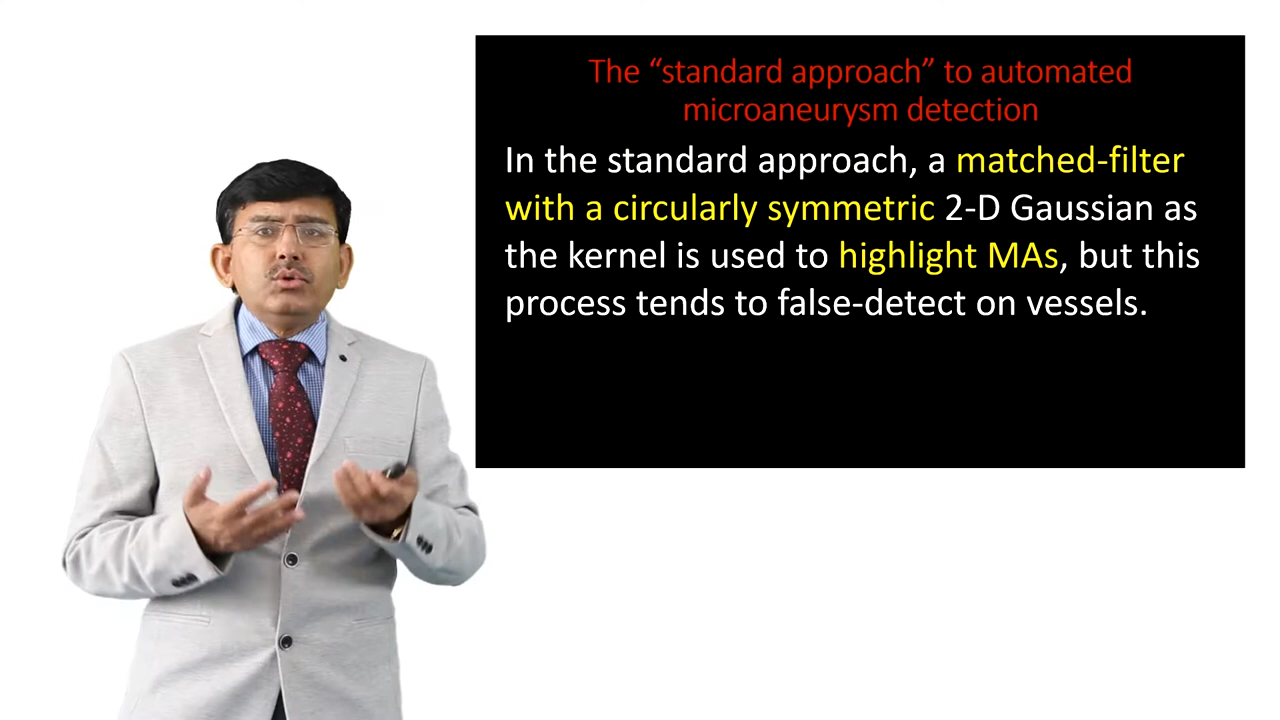 The “standard approach” to automated
microaneurysm detection
In the standard approach, a matched-filter
with a circularly symmetric 2-D Gaussian as
the kernel is used to highlight MAs, but this
process tends to false-detect on vessels.